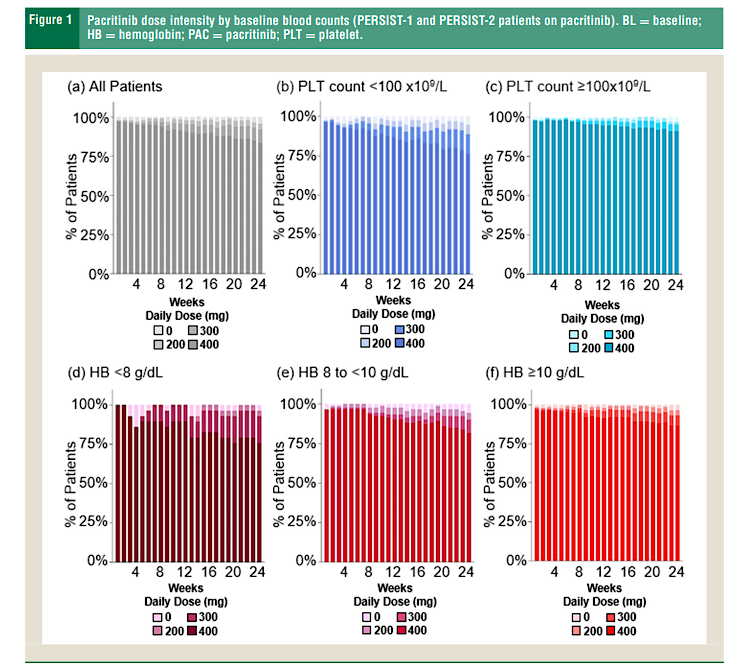 Figure 1
Pacritinib dose intensity by baseline blood counts (PERSIST-1 and PERSIST-2 patients on pacritinib). BL = baseline;
HB = hemoglobin; PAC = pacritinib; PLT = platelet.
(a) All Patients
% of Patients
100%
75%
50%
25%
0%
4 8 12 16 20 24
Weeks
Daily Dose (mg)
0 300
200 400
(b) PLT count <100 x10⁹/L
% of Patients
100%
75%
50%
25%
0%
4 8 12 16 20 24
Weeks
Daily Dose (mg)
0 300
200 400
(c) PLT count ≥100x10⁹/L
% of Patients
100%
75%
50%
25%
0%
4 8 12 16 20 24
Weeks
Daily Dose (mg)
0 300
200 400
(d) HB <8 g/dL
% of Patients
100%
75%
50%
25%
0%
4 8 12 16 20 24
Weeks
Daily Dose (mg)
0 300
200 400
(e) HB 8 to <10 g/dL
% of Patients
100%
75%
50%
25%
0%
4 8 12 16 20 24
Weeks
Daily Dose (mg)
0 300
200 400
(f) HB ≥10 g/dL
% of Patients
100%
75%
50%
25%
0%
4 8 12 16 20 24
Weeks
Daily Dose (mg)
0 300
200 400